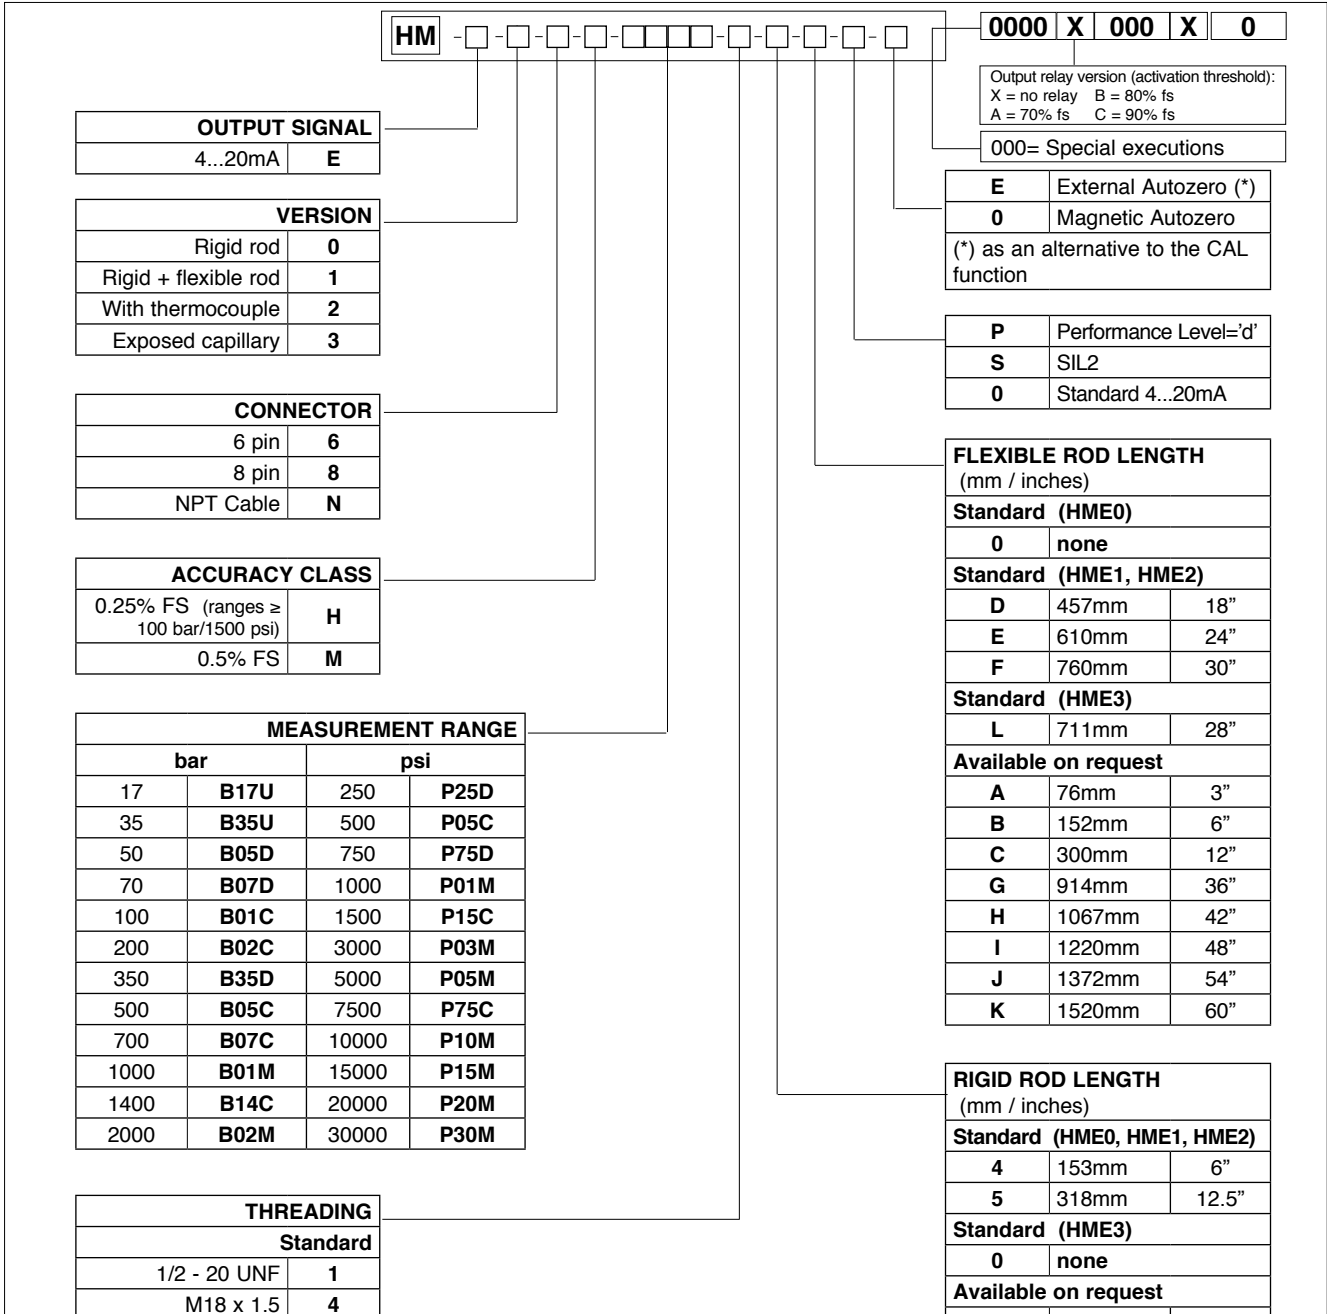 HM - - - - - - - - -
0000 X 000 X 0
Output relay version (activation threshold):
X = no relay B = 80% fs
A = 70% fs C = 90% fs
000= Special executions
OUTPUT SIGNAL
4...20mA E
VERSION
Rigid rod 0
Rigid + flexible rod 1
With thermocouple 2
Exposed capillary 3
CONNECTOR
6 pin 6
8 pin 8
NPT Cable N
ACCURACY CLASS
0.25% FS (ranges ≥
100 bar/1500 psi) H
0.5% FS M
MEASUREMENT RANGE
bar psi
17 B17U 250 P25D
35 B35U 500 P05C
50 B05D 750 P75D
70 B07D 1000 P01M
100 B01C 1500 P15C
200 B02C 3000 P03M
350 B35D 5000 P05M
500 B05C 7500 P75C
700 B07C 10000 P10M
1000 B01M 15000 P15M
1400 B14C 20000 P20M
2000 B02M 30000 P30M
THREADING
Standard
1/2 - 20 UNF 1
M18 x 1.5 4
E External Autozero (*)
0 Magnetic Autozero
(*) as an alternative to the CAL
function
P Performance Level='d'
S SIL2
0 Standard 4...20mA
FLEXIBLE ROD LENGTH
(mm / inches)
Standard (HME0)
0 none
Standard (HME1, HME2)
D 457mm 18”
E 610mm 24”
F 760mm 30”
Standard (HME3)
L 711mm 28”
Available on request
A 76mm 3”
B 152mm 6”
C 300mm 12”
G 914mm 36”
H 1067mm 42”
I 1220mm 48”
J 1372mm 54”
K 1520mm 60”
RIGID ROD LENGTH
(mm / inches)
Standard (HME0, HME1, HME2)
4 153mm 6”
5 318mm 12.5”
Standard (HME3)
0 none
Available on request